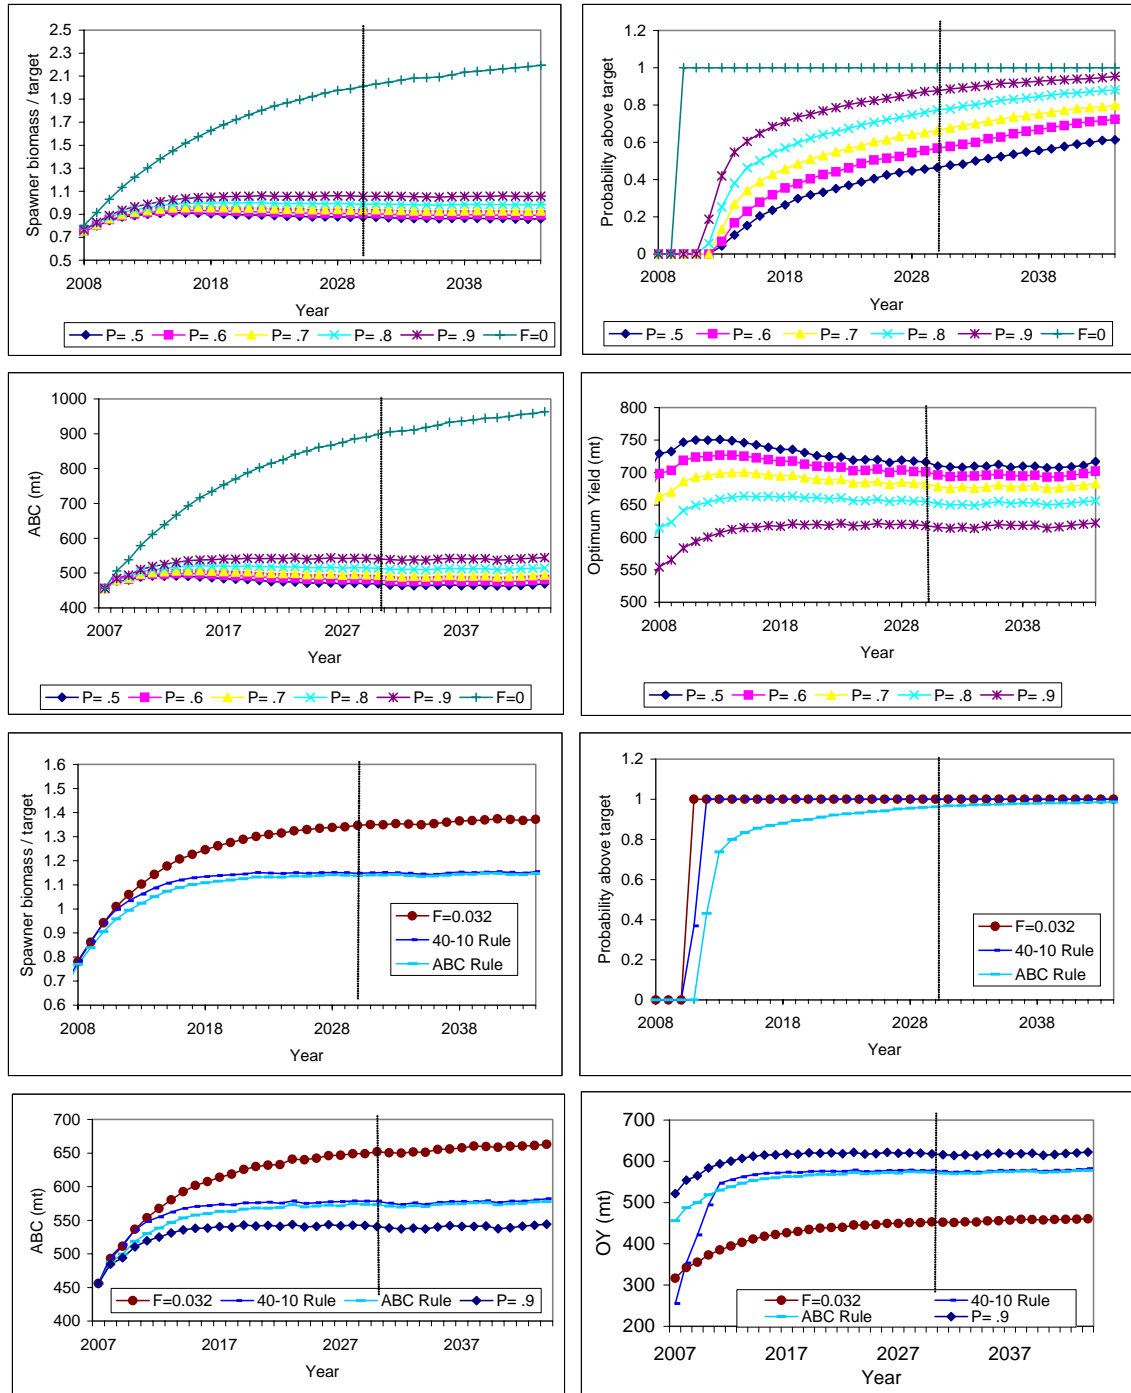 2.5
2.3
2.1
1.9
1.7
1.5
1.3
1.1
0.9
0.7
0.5
Spawner biomass / target
2008 2018 2028 2038
Year
P= .5 P= .6 P= .7 P= .8 P= .9 F=0
1.2
1
0.8
0.6
0.4
0.2
0
Probability above target
2008 2018 2028 2038
Year
P= .5 P= .6 P= .7 P= .8 P= .9 F=0
1000
900
800
700
600
500
400
ABC (mt)
2007 2017 2027 2037
Year
P= .5 P= .6 P= .7 P= .8 P= .9 F=0
800
750
700
650
600
550
500
Optimum Yield (mt)
2008 2018 2028 2038
Year
P= .5 P= .6 P= .7 P= .8 P= .9
1.6
1.5
1.4
1.3
1.2
1.1
1
0.9
0.8
0.7
0.6
Spawner biomass / target
F=0.032
40-10 Rule
ABC Rule
2008 2018 2028 2038
Year
1.2
1
0.8
0.6
0.4
0.2
0
Probability above target
F=0.032
40-10 Rule
ABC Rule
2008 2018 2028 2038
Year
700
650
600
550
500
450
400
ABC (mt)
F=0.032 40-10 Rule ABC Rule P= .9
2007 2017 2027 2037
Year
700
600
500
400
300
200
OY (mt)
F=0.032 40-10 Rule
ABC Rule P= .9
2007 2017 2027 2037
Year